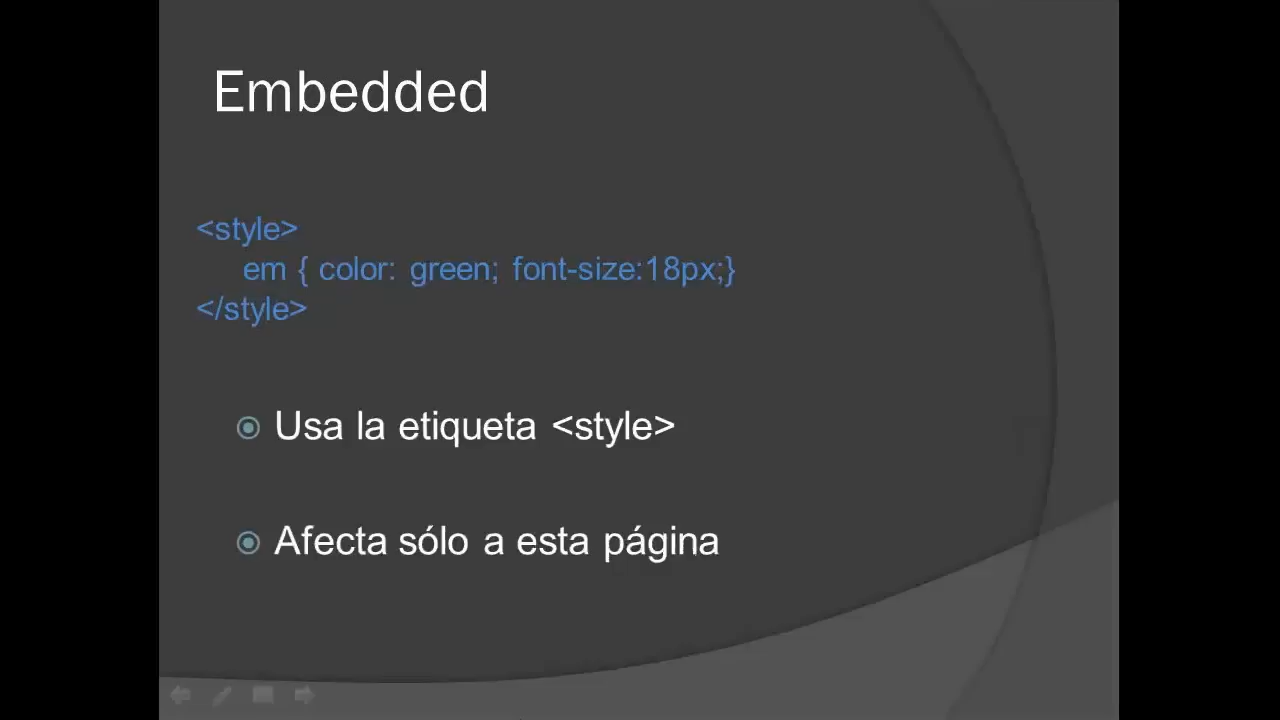 Embedded
<style>
em { color: green; font-size:18px;}
</style>
Usa la etiqueta <style>
Afecta sólo a esta página